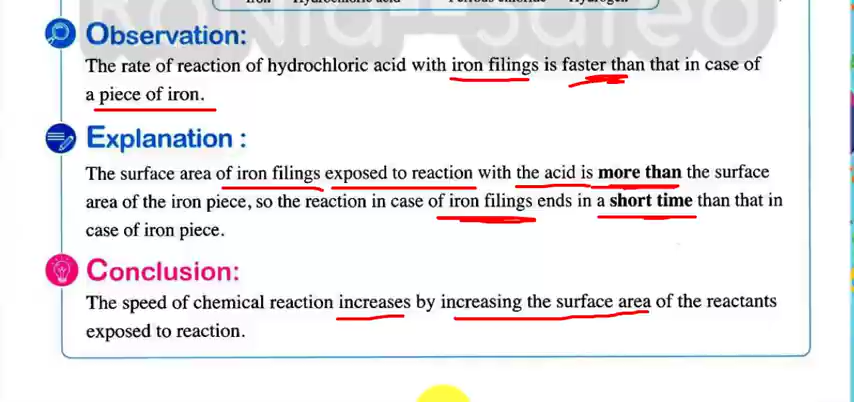 Observation:
The rate of reaction of hydrochloric acid with iron filings is faster than that in case of
a piece of iron.
Explanation :
The surface area of iron filings exposed to reaction with the acid is more than the surface
area of the iron piece, so the reaction in case of iron filings ends in a short time than that in
case of iron piece.
Conclusion:
The speed of chemical reaction increases by increasing the surface area of the reactants
exposed to reaction.